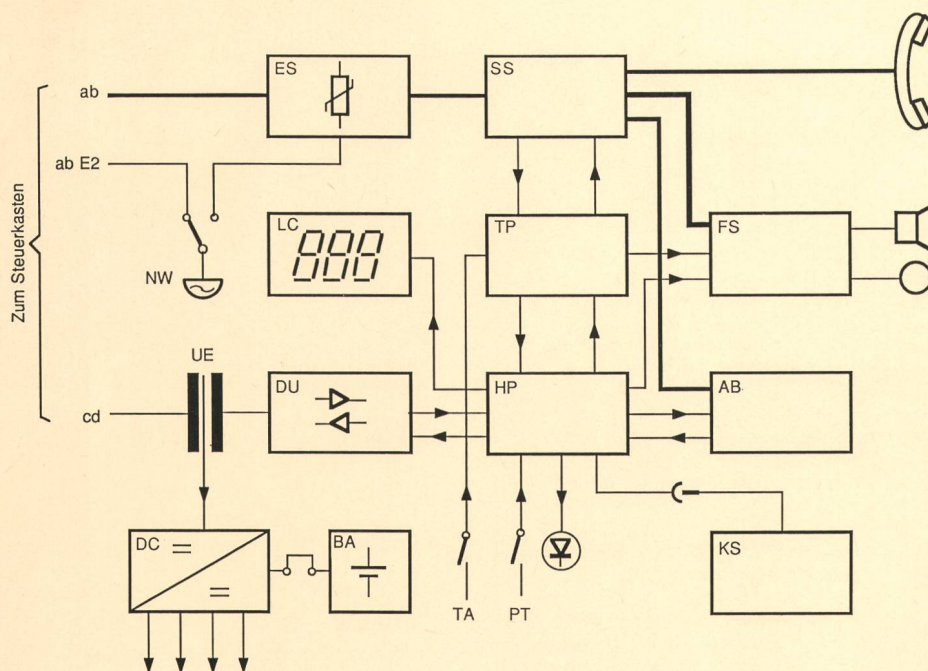 Zum Steuerkasten
ab
ES
SS
ab E2
NW
LC
TP
FS
UE
cd
DU
HP
AB
DC
BA
TA
PT
KS